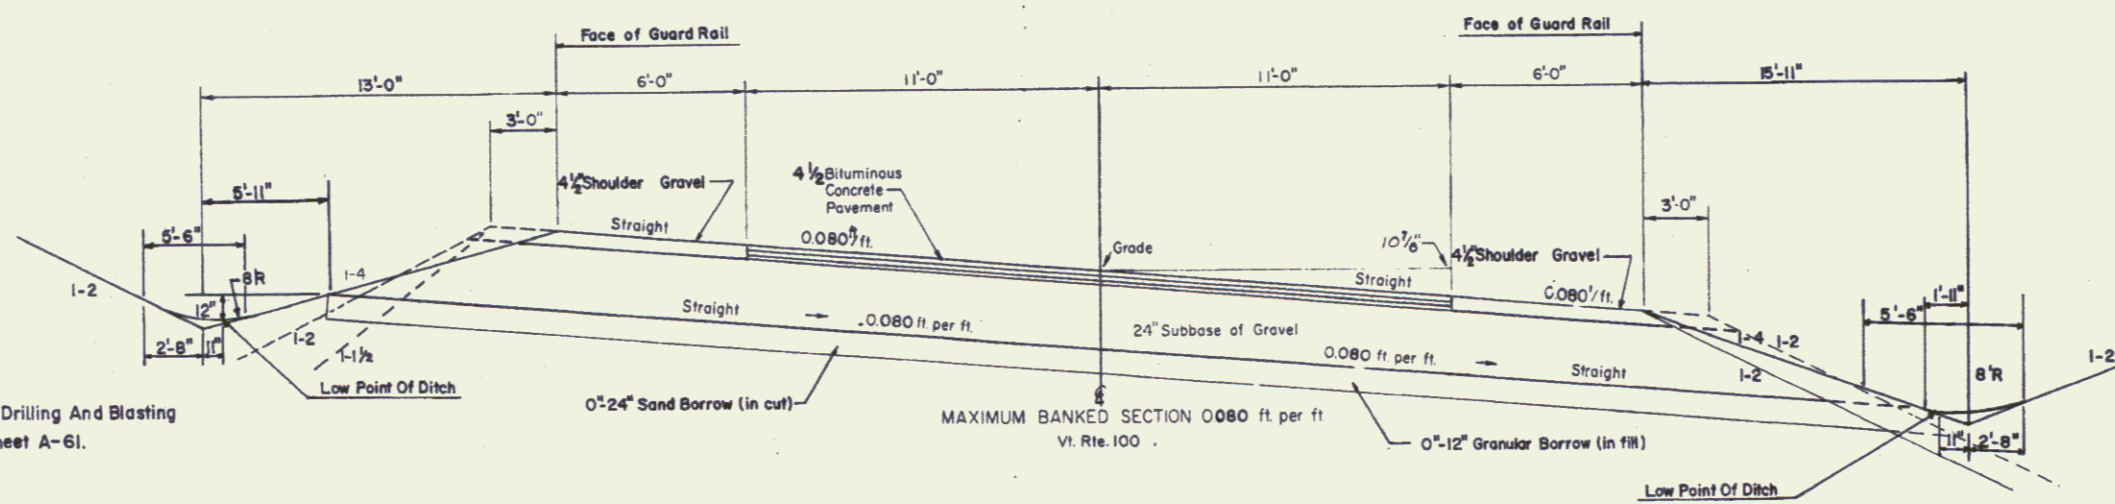 Face of Guard Rail
Face of Guard Rail
13'-0"
6'-0"
11'-0"
11'-0"
6'-0"
15'-11"
3'-0"
4½" Shoulder Gravel
4½ Bituminous
Concrete
Pavement
5'-11"
3'-0"
Straight
0.080'/ft.
Grade
10⅞"
4½" Shoulder Gravel
5'-6"
8'R
1-4
1-2
12"
Straight
0.080'/ft.
1'-11"
5'-6"
Straight
.0.080 ft. per ft.
24" Subbase of Gravel
1-4
1-2
1-2
2'-8"
11"
1-2
1-1½
0.080 ft. per ft.
Straight
1-2
8'R
Low Point Of Ditch
0"-24" Sand Borrow (in cut)
℄
Drilling And Blasting
eet A-61.
MAXIMUM BANKED SECTION 0.080 ft. per ft.
Vt. Rte. 100 .
0"-12" Granular Borrow (in fill)
11"
2'-8"
Low Point Of Ditch